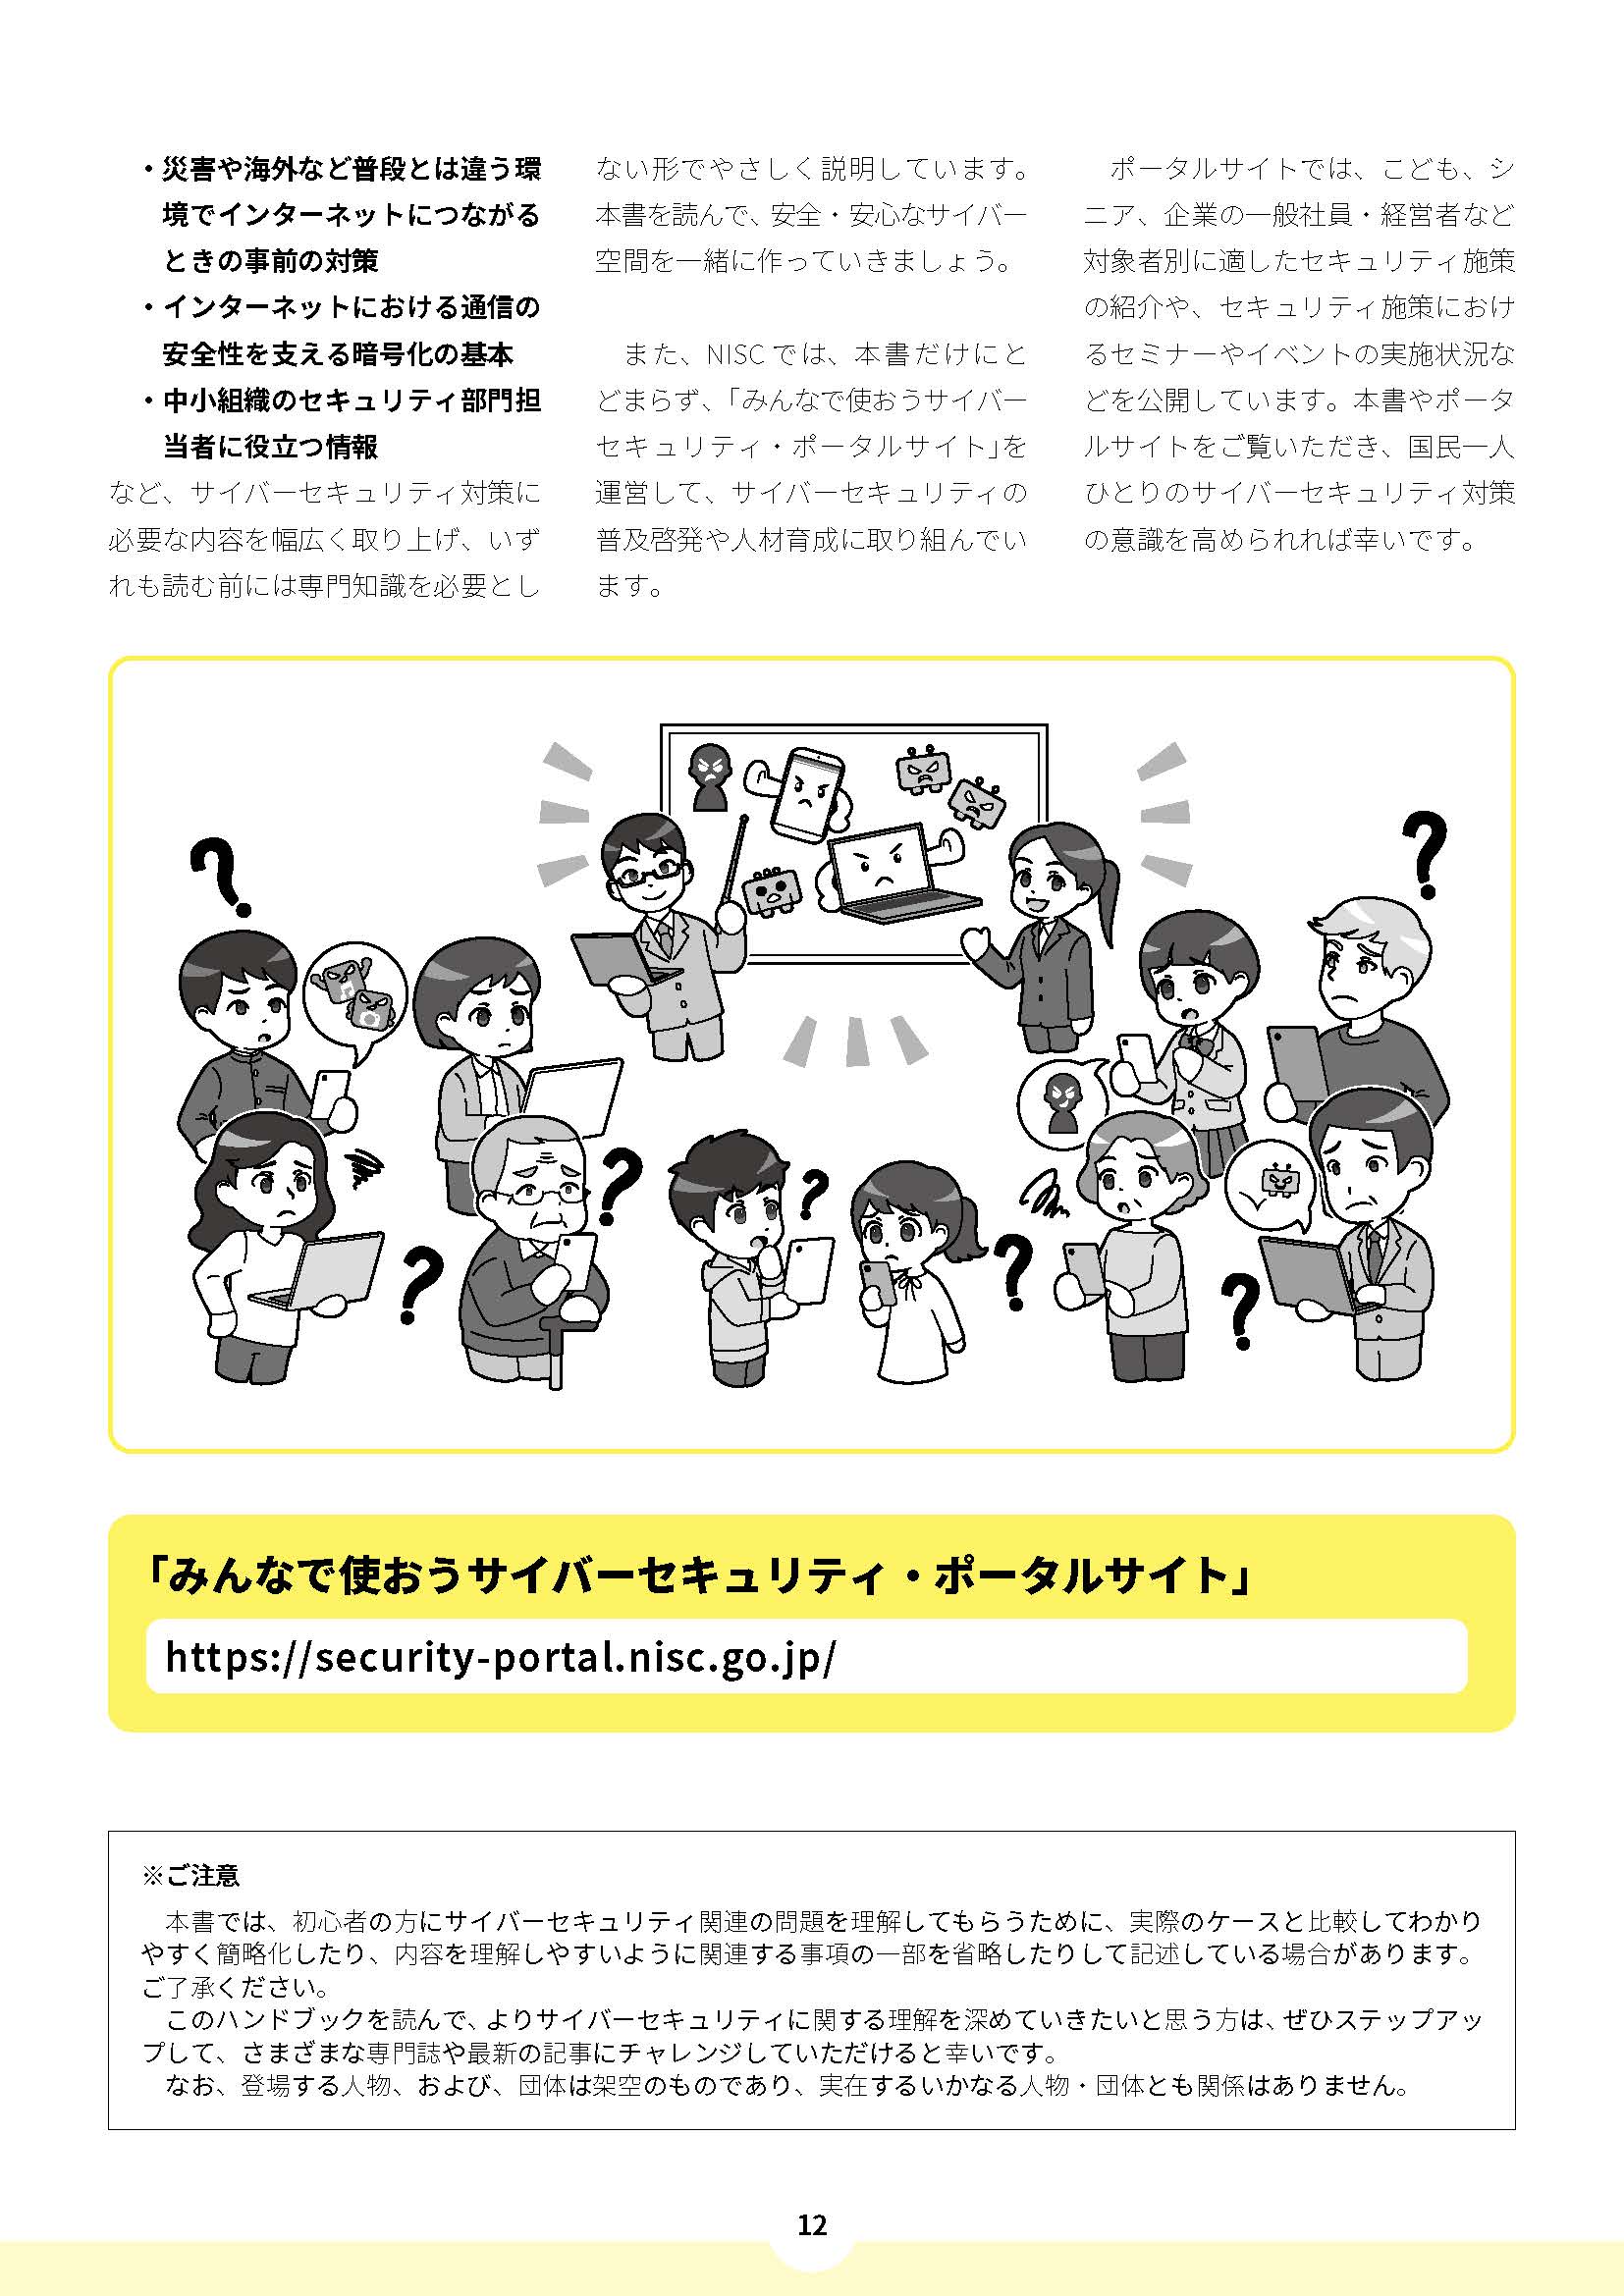 ・災害や海外など普段とは違う環
境でインターネットにつながる
ときの事前の対策
・インターネットにおける通信の
安全性を支える暗号化の基本
・中小組織のセキュリティ部門担
当者に役立つ情報
など、サイバーセキュリティ対策に
必要な内容を幅広く取り上げ、いず
れも読む前には専門知識を必要とし
ない形でやさしく説明しています。
本書を読んで、安全・安心なサイバー
空間を一緒に作っていきましょう。
また、NISC では、本書だけにと
どまらず、「みんなで使おうサイバー
セキュリティ・ポータルサイト」を
運営して、サイバーセキュリティの
普及啓発や人材育成に取り組んでい
ます。
ポータルサイトでは、こども、シ
ニア、企業の一般社員・経営者など
対象者別に適したセキュリティ施策
の紹介や、セキュリティ施策におけ
るセミナーやイベントの実施状況な
どを公開しています。本書やポータ
ルサイトをご覧いただき、国民一人
ひとりのサイバーセキュリティ対策
の意識を高められれば幸いです。
?
?
?
?
?
?
?
「みんなで使おうサイバーセキュリティ・ポータルサイト」
https://security-portal.nisc.go.jp/
※ご注意
本書では、初心者の方にサイバーセキュリティ関連の問題を理解してもらうために、実際のケースと比較してわかり
やすく簡略化したり、内容を理解しやすいように関連する事項の一部を省略したりして記述している場合があります。
ご了承ください。
このハンドブックを読んで、よりサイバーセキュリティに関する理解を深めていきたいと思う方は、ぜひステップアッ
プして、さまざまな専門誌や最新の記事にチャレンジしていただけると幸いです。
なお、登場する人物、および、団体は架空のものであり、実在するいかなる人物・団体とも関係はありません。
12